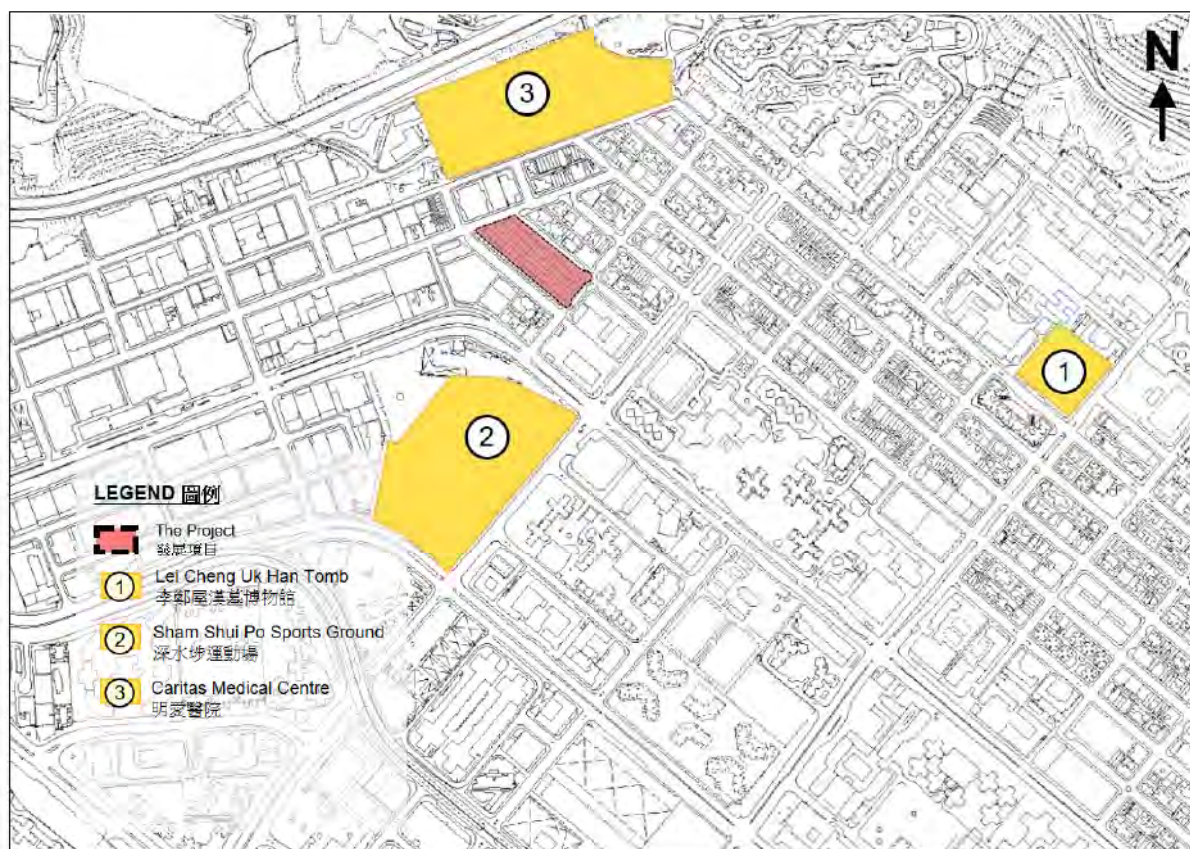 N
3
1
2
LEGEND 圖例
The Project
發展項目
1 Lei Cheng Uk Han Tomb
李鄭屋漢墓博物館
2 Sham Shui Po Sports Ground
深水埗運動場
3 Caritas Medical Centre
明愛醫院